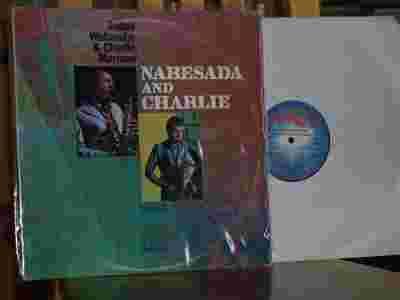 Sadao
Watanabe
& Charlie
Mariano
NABESADA
AND
CHARLIE